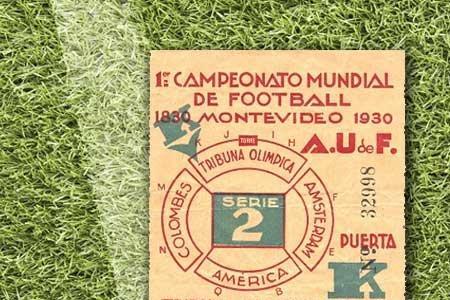 1er CAMPEONATO MUNDIAL
DE FOOTBALL
1830 MONTEVIDEO 1930
A.U de F.
K J I H
TORRE
TRIBUNA OLIMPICA
M
F
COLOMBES
AMSTERDAM
SERIE
2
N
E
AMÉRICA
O
B
Nº 32998
PUERTA
K